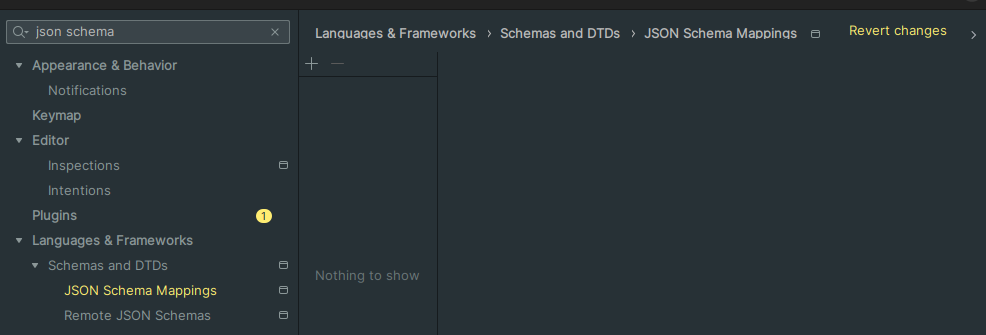 json schema
Appearance & Behavior
Notifications
Keymap
Editor
Inspections
Intentions
Plugins
1
Languages & Frameworks
Schemas and DTDs
JSON Schema Mappings
Remote JSON Schemas
Languages & Frameworks › Schemas and DTDs › JSON Schema Mappings
Revert changes
Nothing to show